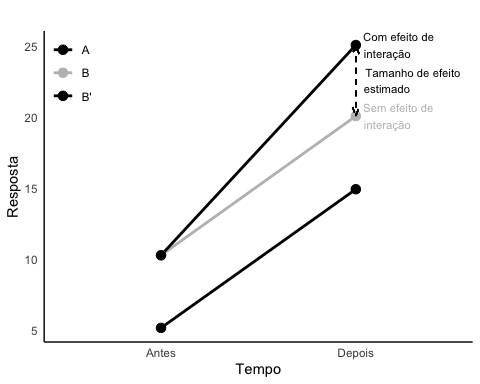 25
20
15
10
5
Resposta
A
B
B'
Com efeito de
interação
Tamanho de efeito
estimado
Sem efeito de
interação
Antes
Depois
Tempo